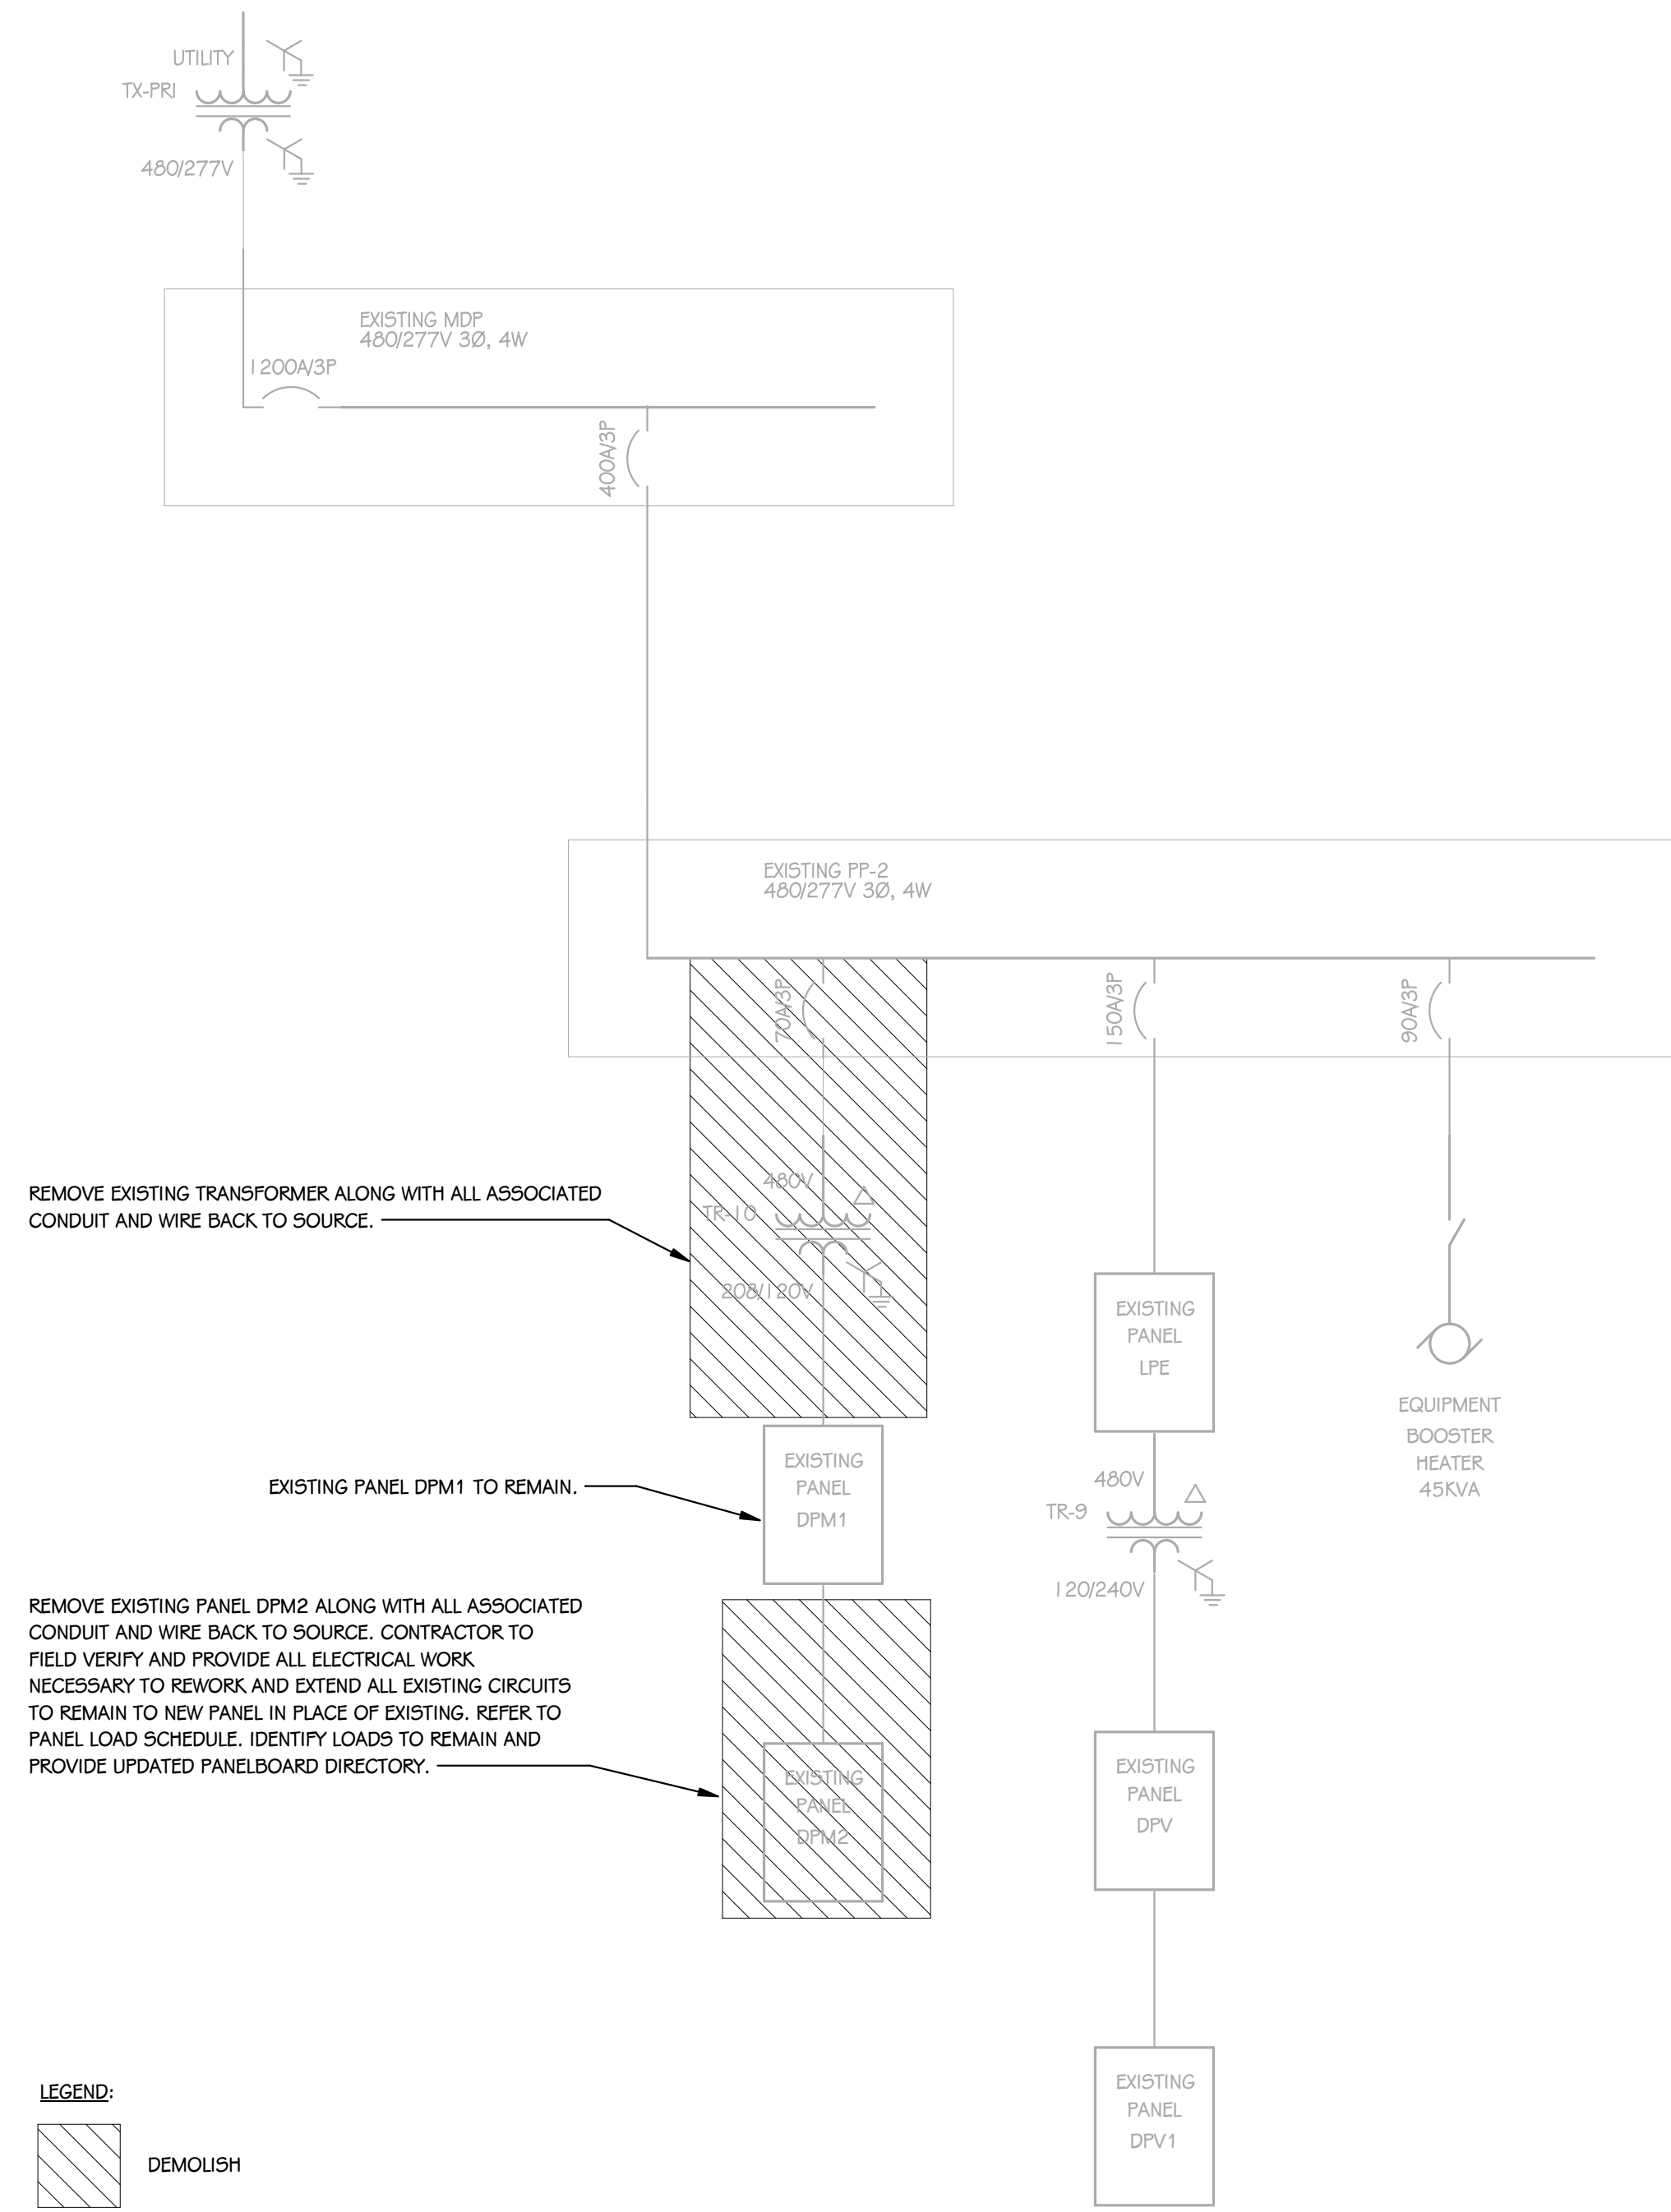 UTILITY
TX-PRI
480/277V
EXISTING MDP
480/277V 3Ø, 4W
1200A/3P
400A/3P
EXISTING PP-2
480/277V 3Ø, 4W
70A/3P
150A/3P
90A/3P
REMOVE EXISTING TRANSFORMER ALONG WITH ALL ASSOCIATED
CONDUIT AND WIRE BACK TO SOURCE.
480V
TR-10
208/120V
EXISTING
PANEL
LPE
EQUIPMENT
BOOSTER
HEATER
45KVA
EXISTING PANEL DPM1 TO REMAIN.
EXISTING
PANEL
DPM1
480V
TR-9
120/240V
REMOVE EXISTING PANEL DPM2 ALONG WITH ALL ASSOCIATED
CONDUIT AND WIRE BACK TO SOURCE. CONTRACTOR TO
FIELD VERIFY AND PROVIDE ALL ELECTRICAL WORK
NECESSARY TO REWORK AND EXTEND ALL EXISTING CIRCUITS
TO REMAIN TO NEW PANEL IN PLACE OF EXISTING. REFER TO
PANEL LOAD SCHEDULE. IDENTIFY LOADS TO REMAIN AND
PROVIDE UPDATED PANELBOARD DIRECTORY.
EXISTING
PANEL
DPM2
EXISTING
PANEL
DPV
EXISTING
PANEL
DPV1
LEGEND:
DEMOLISH